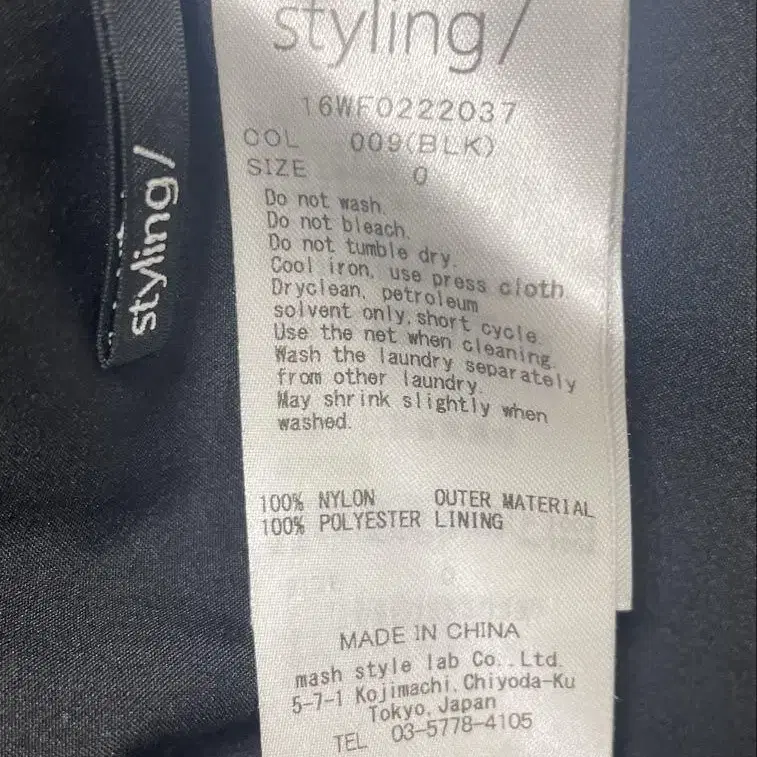 styling/
styling/
16WF0222037
COL 009(BLK)
SIZE 0
Do not wash.
Do not bleach.
Do not tumble dry.
Cool iron, use press cloth
Dryclean, petroleum
solvent only,short cycle.
Use the net when cleaning.
Wash the laundry separately
from other laundry.
May shrink slightly when
washed.
100% NYLON OUTER MATERIAL
100% POLYESTER LINING
MADE IN CHINA
mash style lab Co.,Ltd.
5-7-1 Kojimachi,Chiyoda-Ku
Tokyo,Japan
TEL 03-5778-4105